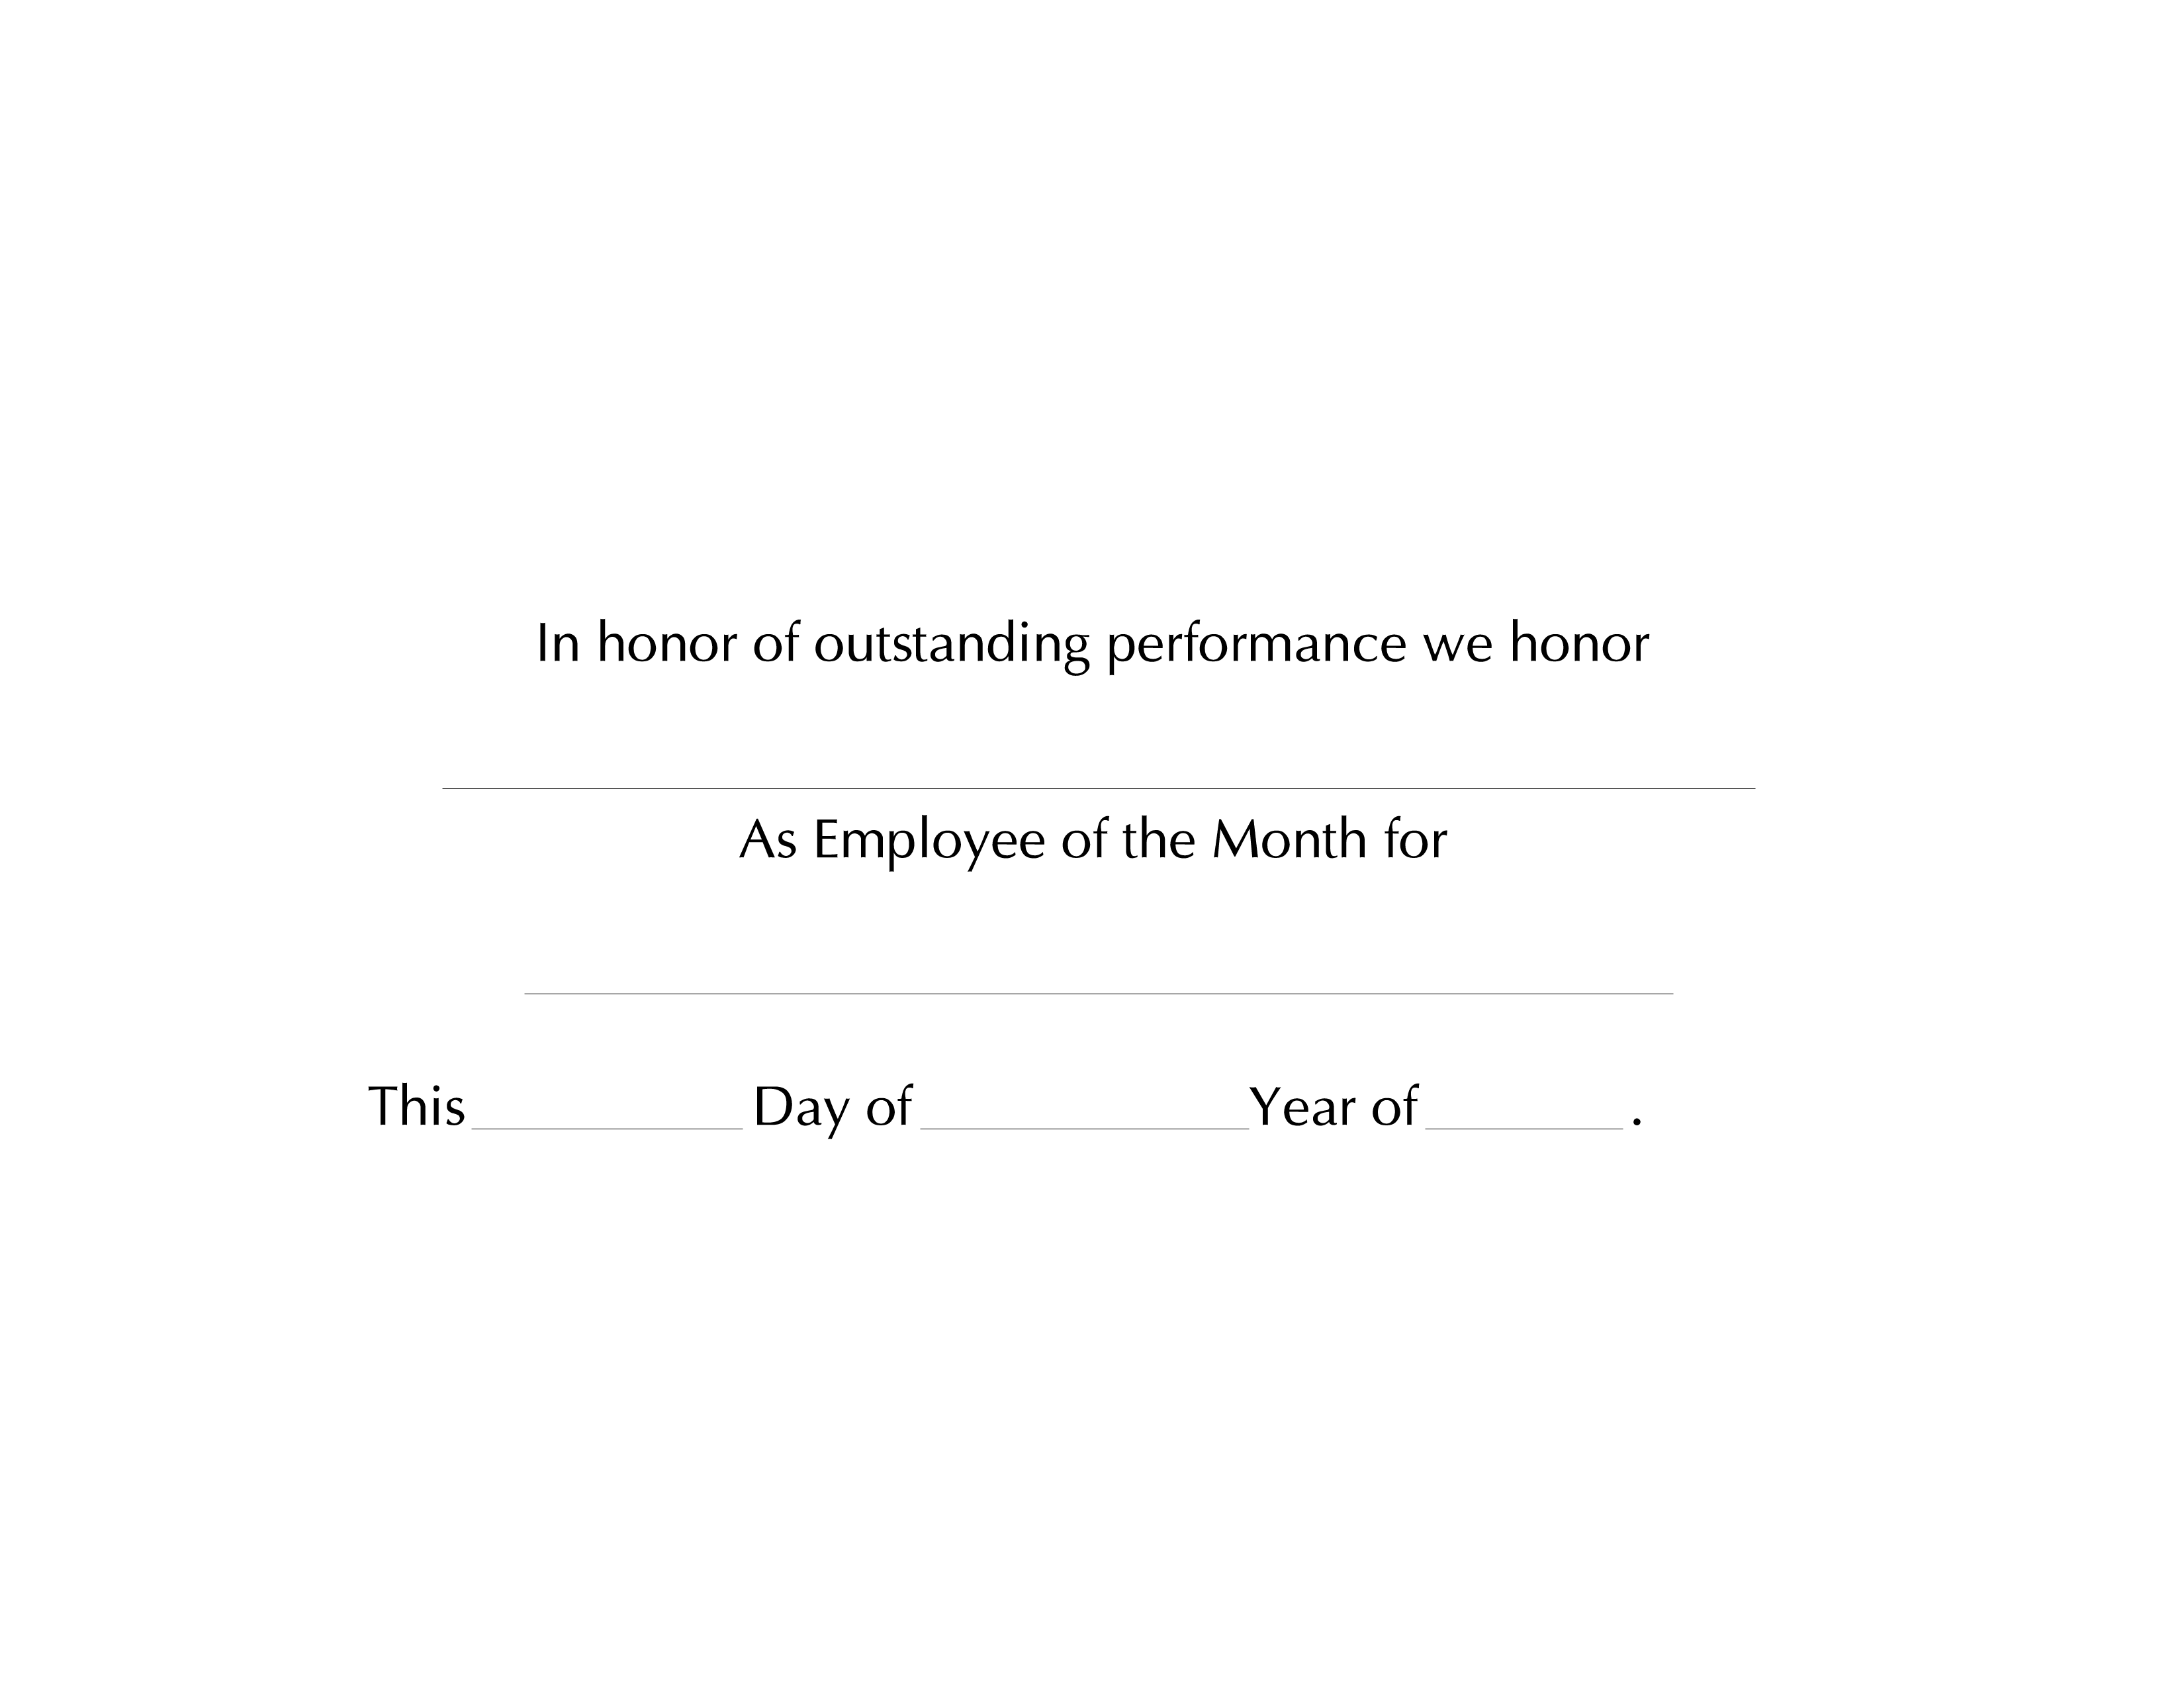 In honor of outstanding performance we honor
As Employee of the Month for
This Day of Year of .